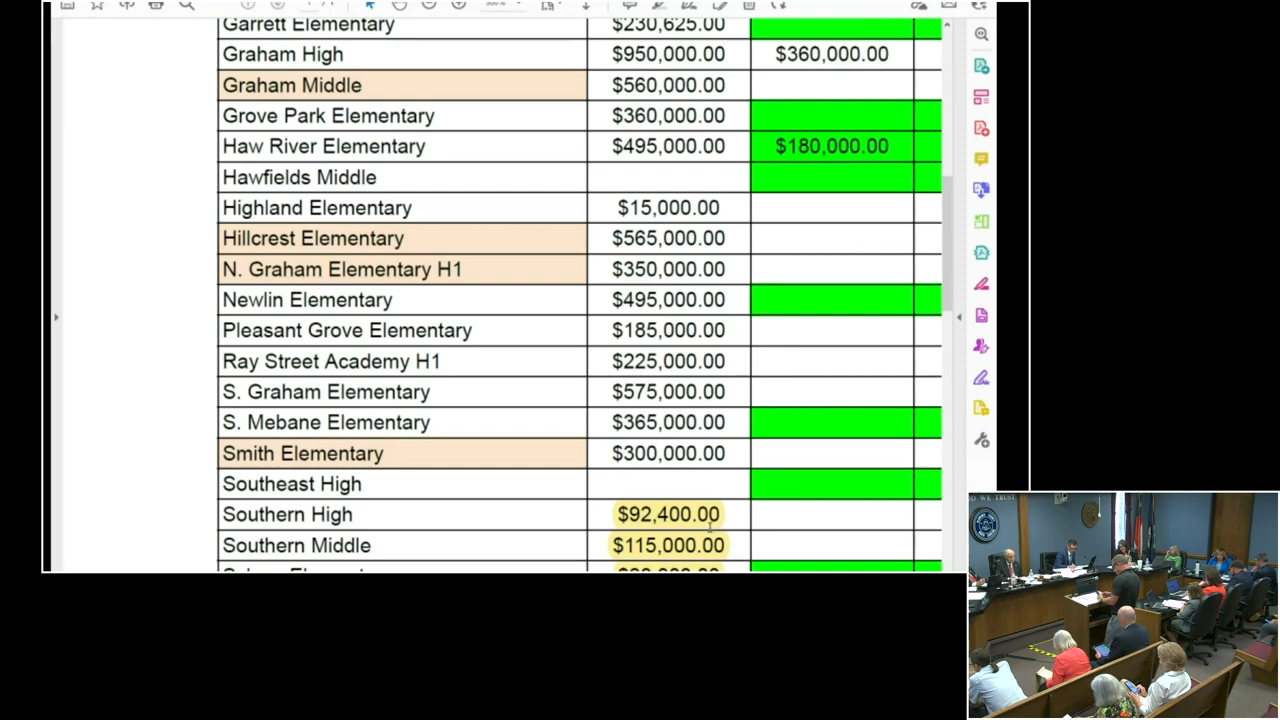 Garrett Elementary $230,625.00
Graham High $950,000.00 $360,000.00
Graham Middle $560,000.00
Grove Park Elementary $360,000.00
Haw River Elementary $495,000.00 $180,000.00
Hawfields Middle
Highland Elementary $15,000.00
Hillcrest Elementary $565,000.00
N. Graham Elementary H1 $350,000.00
Newlin Elementary $495,000.00
Pleasant Grove Elementary $185,000.00
Ray Street Academy H1 $225,000.00
S. Graham Elementary $575,000.00
S. Mebane Elementary $365,000.00
Smith Elementary $300,000.00
Southeast High
Southern High $92,400.00
Southern Middle $115,000.00
WE TRUST